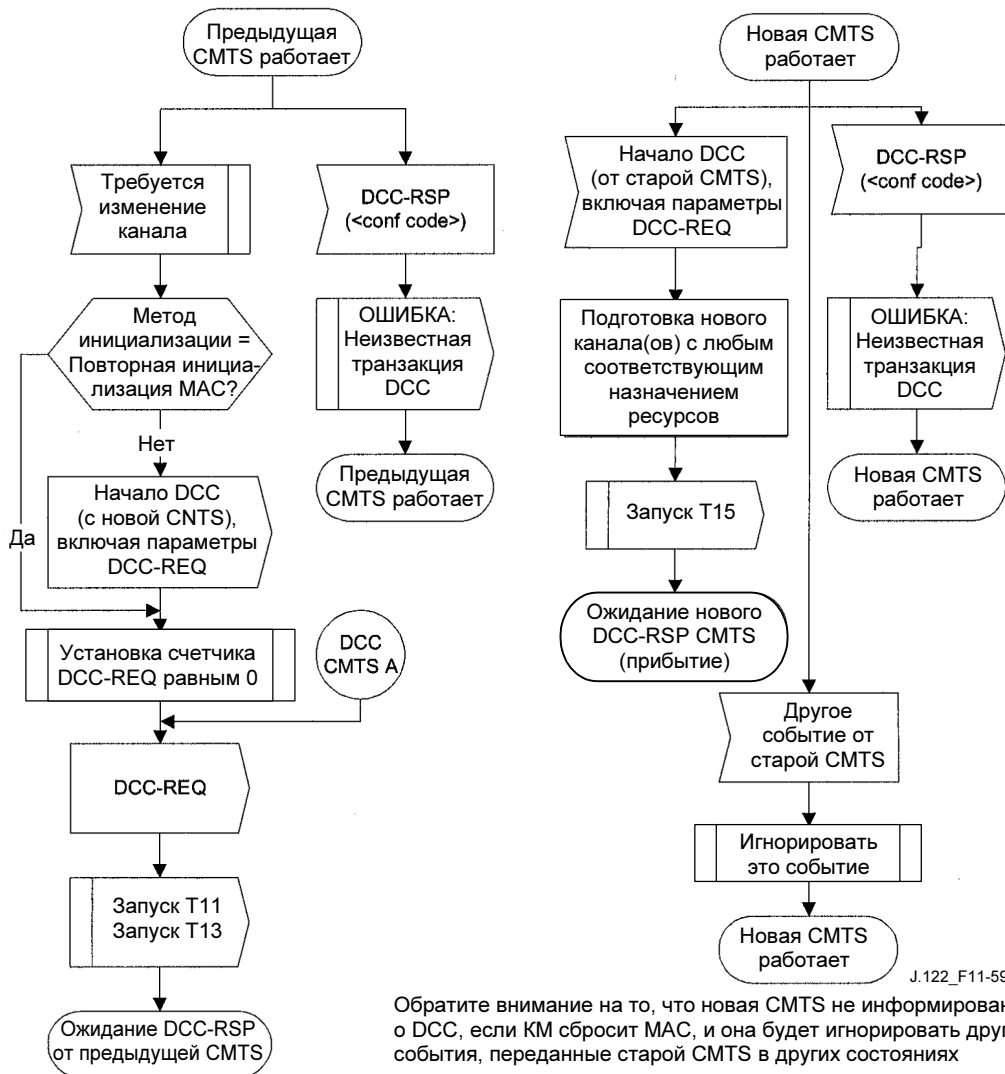 Предыдущая
CMTS работает
Требуется
изменение
канала
DCC-RSP
(<conf code>)
Метод
инициализации =
Повторная инициа-
лизация MAC?
ОШИБКА:
Неизвестная
транзакция
DCC
Нет
Предыдущая
CMTS работает
Да
Начало DCC
(с новой CNTS),
включая параметры
DCC-REQ
Установка счетчика
DCC-REQ равным 0
DCC
CMTS A
DCC-REQ
Запуск T11
Запуск T13
Ожидание DCC-RSP
от предыдущей CMTS
Новая CMTS
работает
Начало DCC
(от старой CMTS),
включая параметры
DCC-REQ
DCC-RSP
(<conf code>)
Подготовка нового
канала(ов) с любым
соответствующим
назначением
ресурсов
ОШИБКА:
Неизвестная
транзакция
DCC
Новая CMTS
работает
Запуск T15
Ожидание нового
DCC-RSP CMTS
(прибытие)
Другое
событие от
старой CMTS
Игнорировать
это событие
Новая CMTS
работает
J.122_F11-59
Обратите внимание на то, что новая CMTS не информирован
о DCC, если КМ сбросит MAC, и она будет игнорировать друг
события, переданные старой CMTS в других состояниях